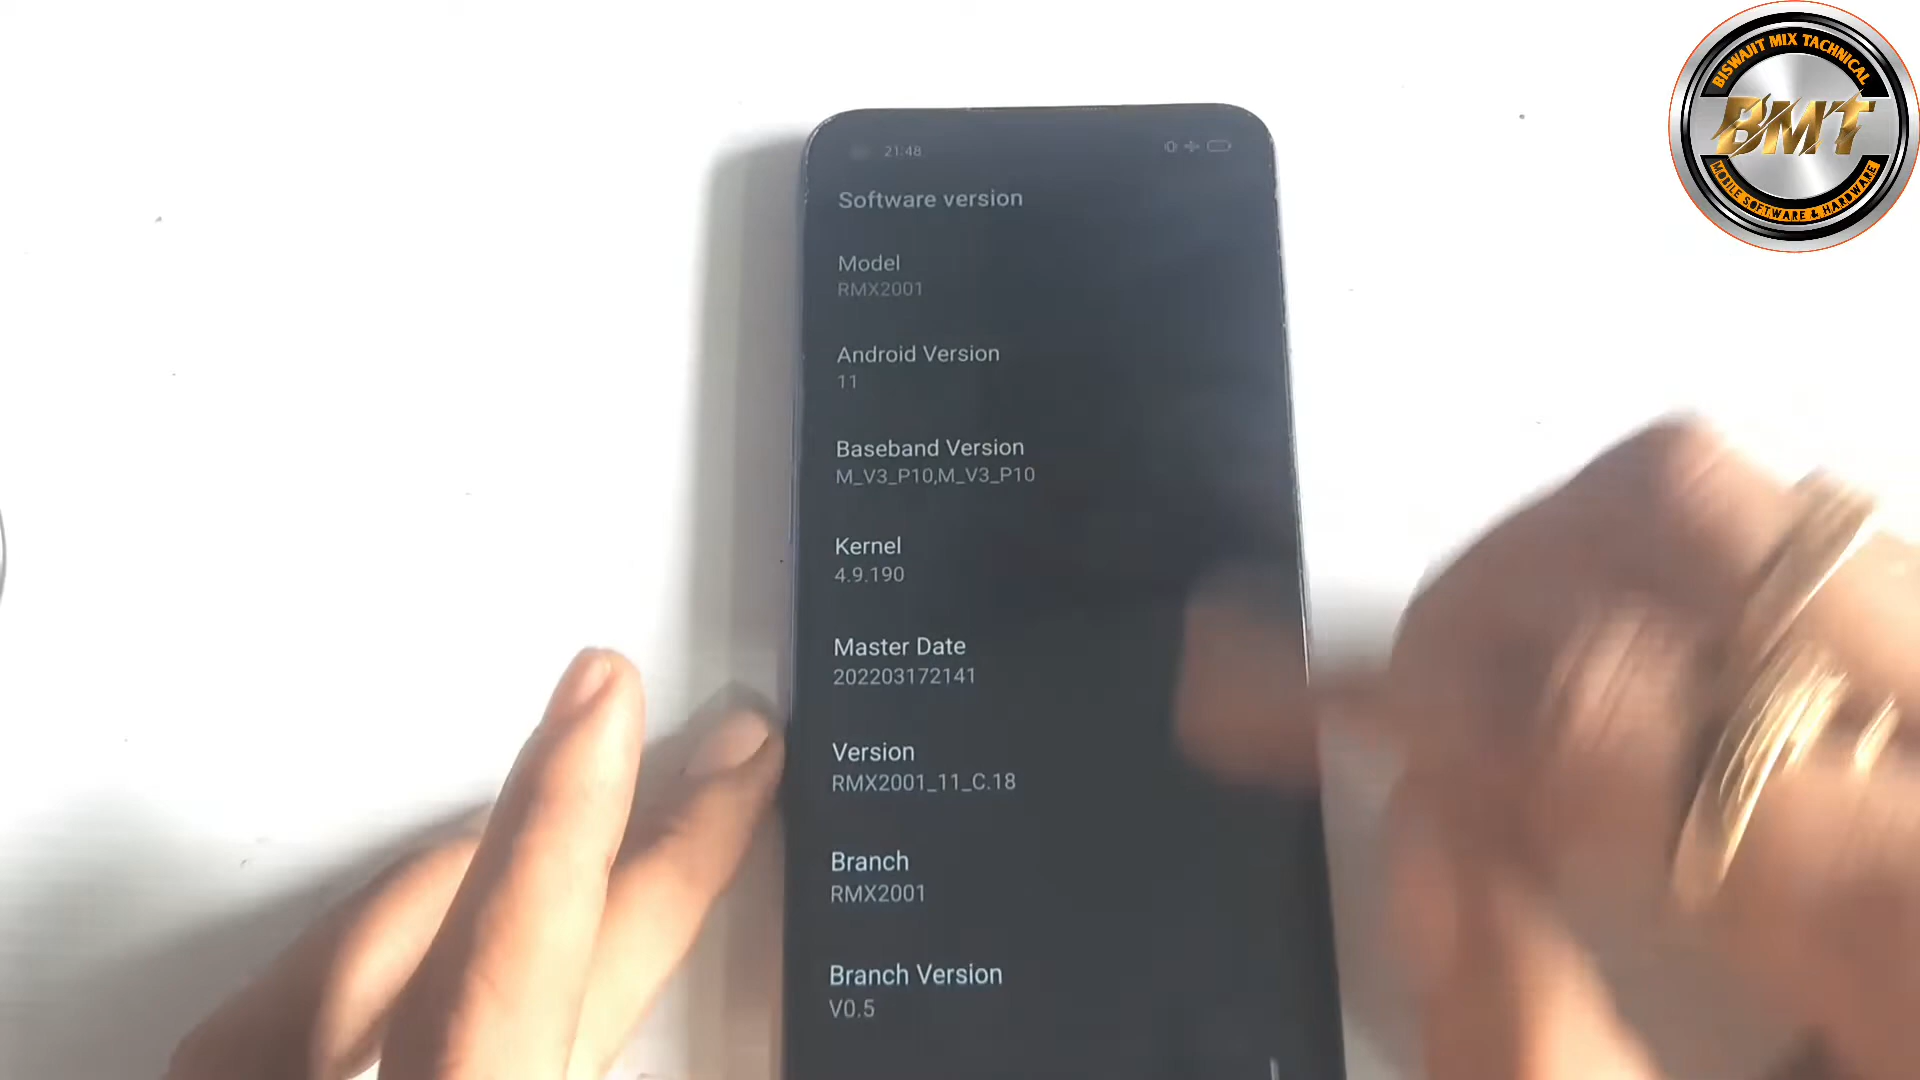 BISWAJIT MIX TACHNICAL
BMT
MOBILE SOFTWARE & HARDWARE
21:48
Software version
Model
RMX2001
Android Version
11
Baseband Version
M_V3_P10,M_V3_P10
Kernel
4.9.190
Master Date
202203172141
Version
RMX2001_11_C.18
Branch
RMX2001
Branch Version
V0.5